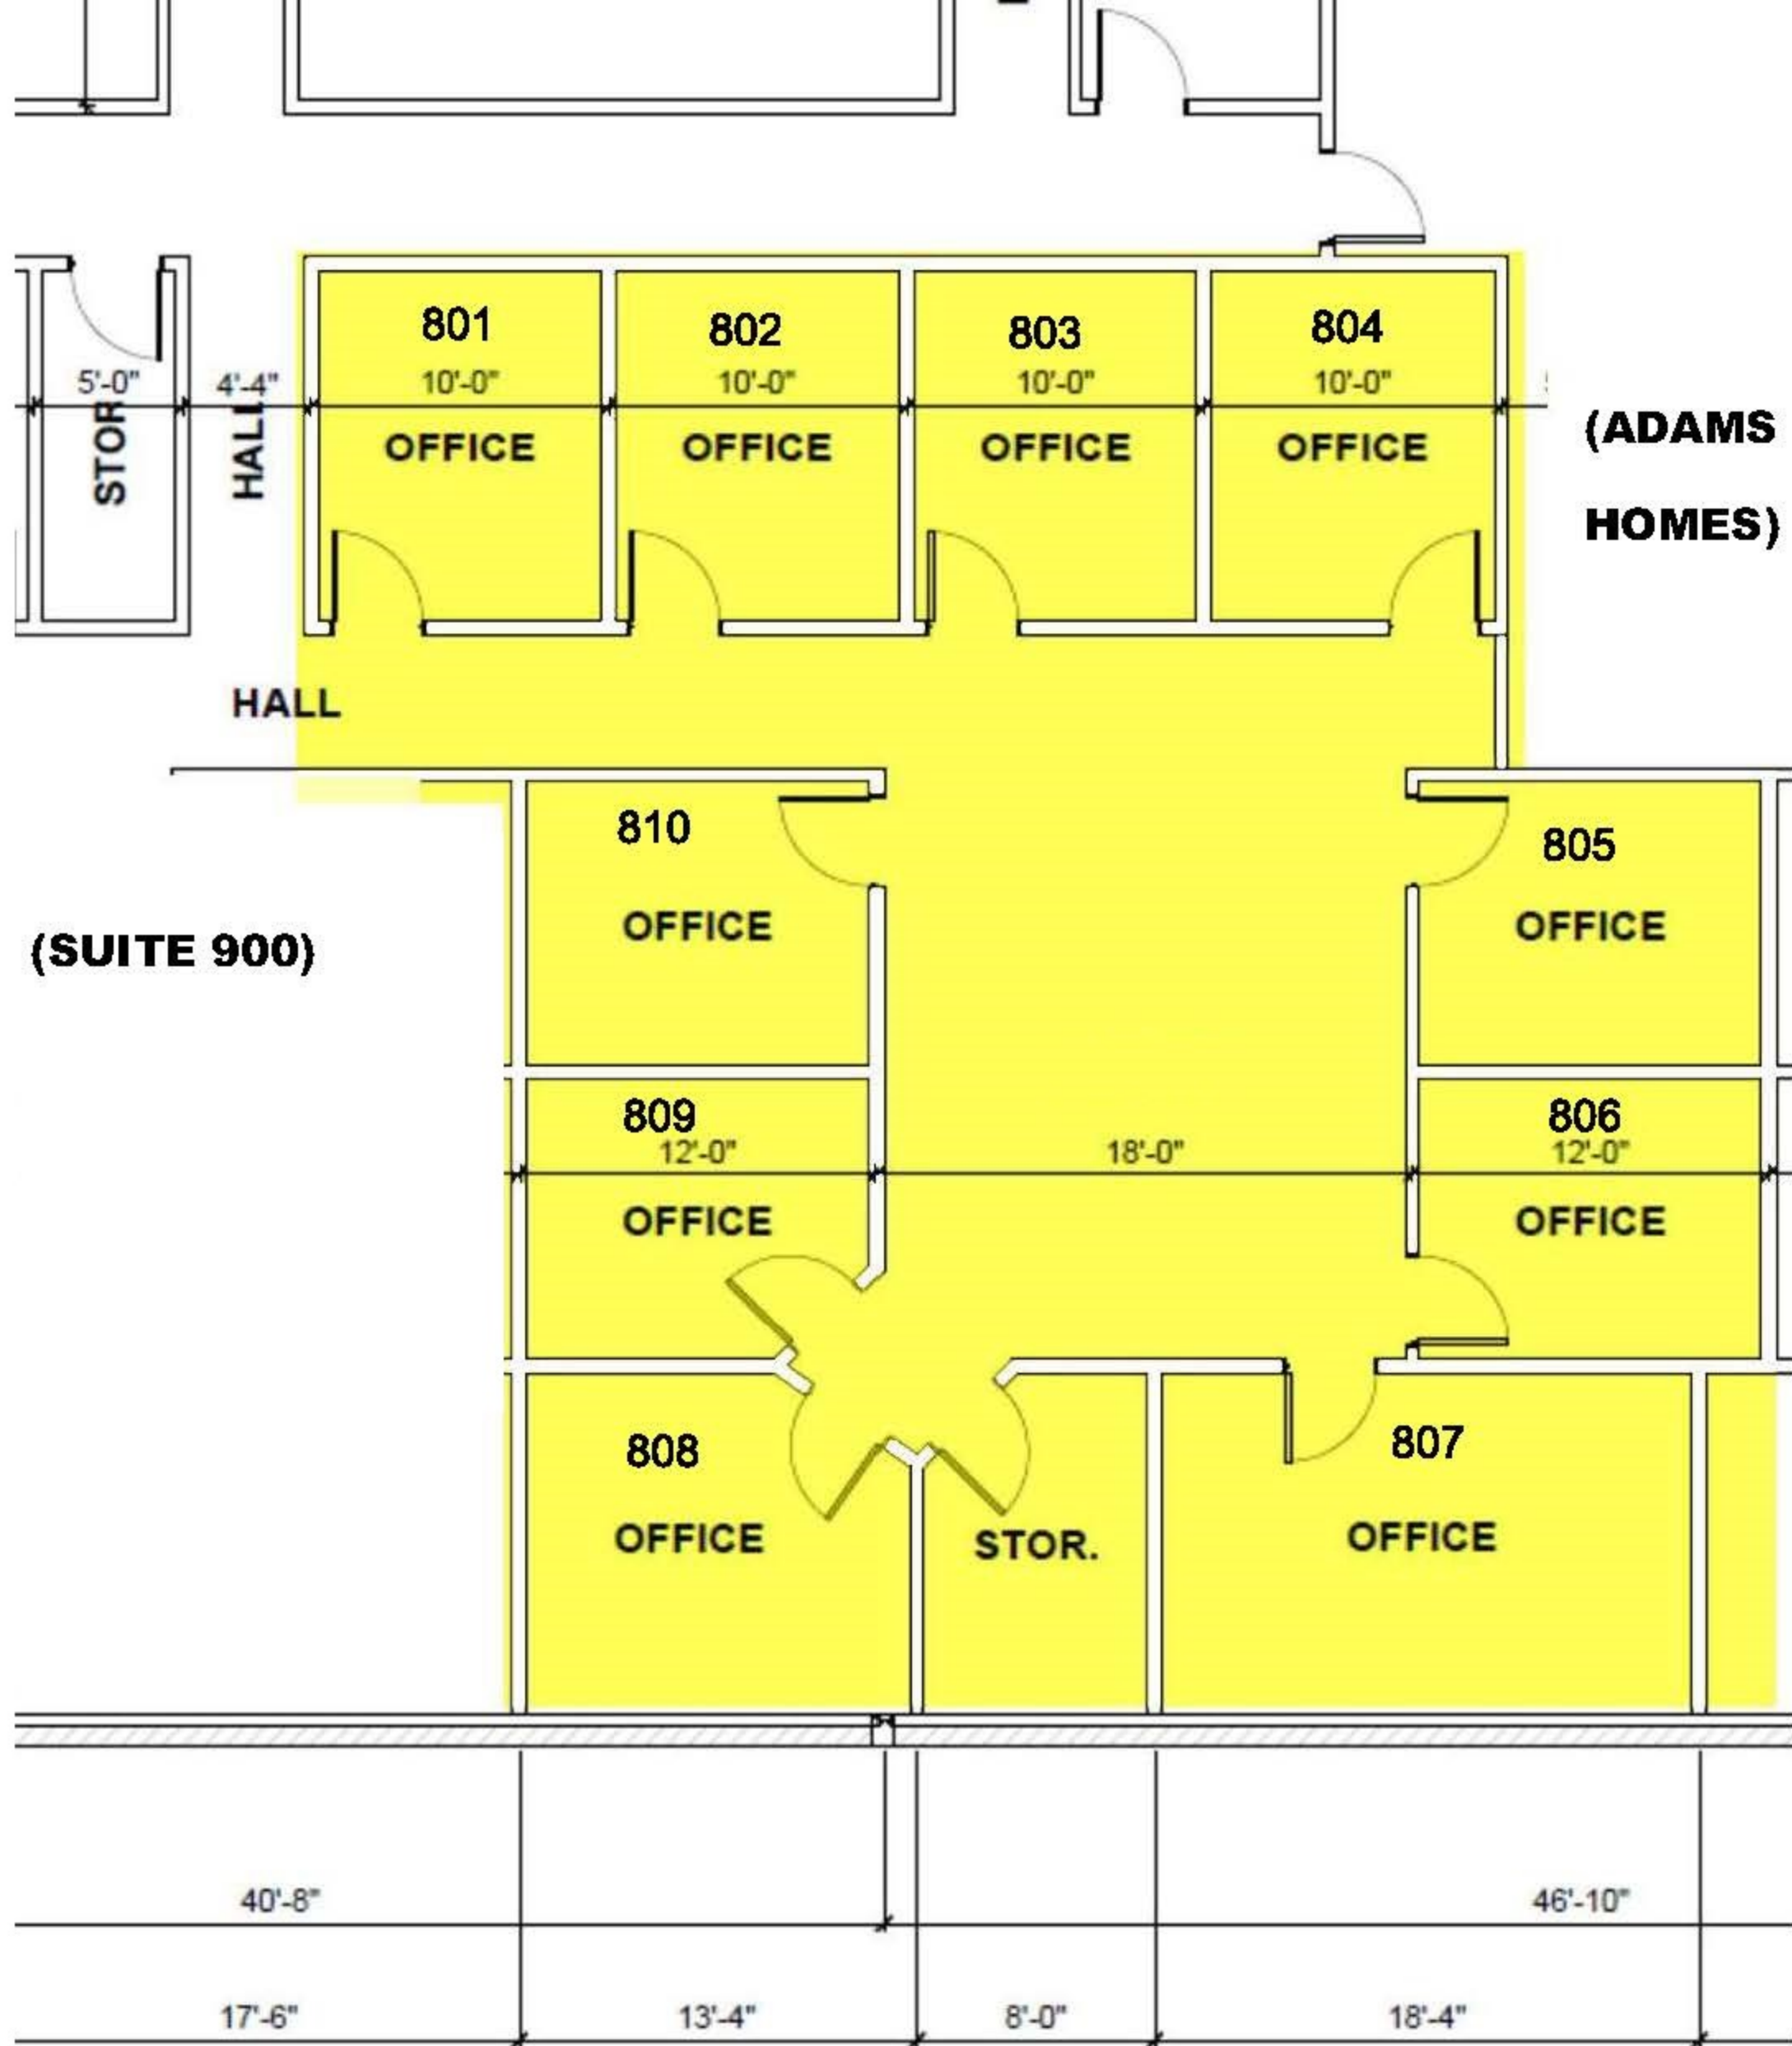 801
802
803
804
5'-0"
4'-4"
10'-0"
10'-0"
10'-0"
10'-0"
STOR.
HALL
OFFICE
OFFICE
OFFICE
OFFICE
(ADAMS
HOMES)
HALL
810
805
OFFICE
OFFICE
(SUITE 900)
809
806
12'-0"
18'-0"
12'-0"
OFFICE
OFFICE
808
807
OFFICE
STOR.
OFFICE
40'-8"
46'-10"
17'-6"
13'-4"
8'-0"
18'-4"